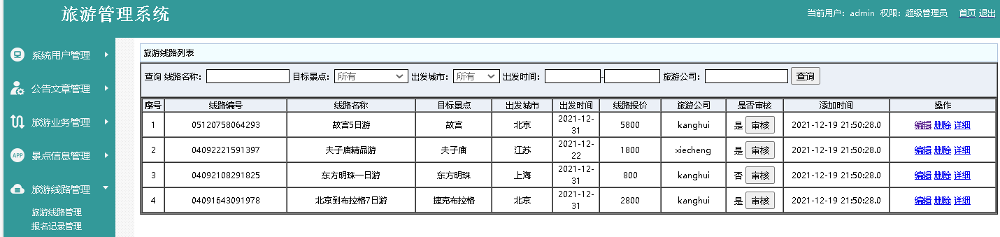 旅游管理系统
当前用户：admin 权限：超级管理员 首页 退出
系统用户管理
公告文章管理
旅游业务管理
APP 景点信息管理
旅游线路管理
旅游线路管理
报名记录管理
旅游线路列表
查询 线路名称： 目标景点： 所有 出发城市： 所有 出发时间： - 旅游公司： 查询
序号 线路编号 线路名称 目标景点 出发城市 出发时间 线路报价 旅游公司 是否审核 添加时间 操作
1 05120758064293 故宫5日游 故宫 北京 2021-12-31 5800 kanghui 是 审核 2021-12-19 21:50:28.0 编辑 删除 详细
2 04092221591397 夫子庙精品游 夫子庙 江苏 2021-12-22 1800 xiecheng 是 审核 2021-12-19 21:50:28.0 编辑 删除 详细
3 04092108291825 东方明珠一日游 东方明珠 上海 2021-12-31 800 kanghui 否 审核 2021-12-19 21:50:28.0 编辑 删除 详细
4 04091643091978 北京到布拉格7日游 捷克布拉格 北京 2021-12-31 2800 kanghui 是 审核 2021-12-19 21:50:28.0 编辑 删除 详细